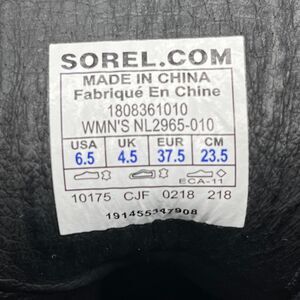 SOREL.COM
MADE IN CHINA
Fabriqué En Chine
1808361010
WMN'S NL2965-010
USA UK EUR CM
6.5 4.5 37.5 23.5
ECA-11
10175 CJF 0218 218